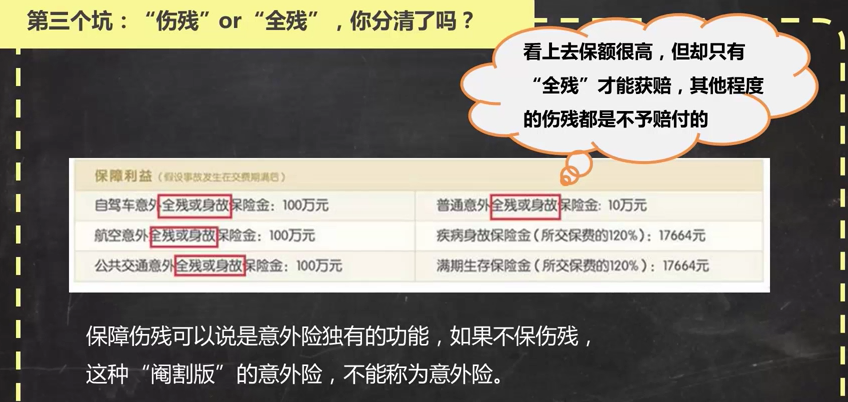 第三个坑：“伤残”or“全残”，你分清了吗？
看上去保额很高，但却只有
“全残”才能获赔，其他程度
的伤残都是不予赔付的
保障利益（假设事故发生在交费期满后）
自驾车意外全残或身故保险金：100万元
普通意外全残或身故保险金：10万元
航空意外全残或身故保险金：100万元
疾病身故保险金（所交保费的120%）：17664元
公共交通意外全残或身故保险金：100万元
满期生存保险金（所交保费的120%）：17664元
保障伤残可以说是意外险独有的功能，如果不保伤残，
这种“阉割版”的意外险，不能称为意外险。